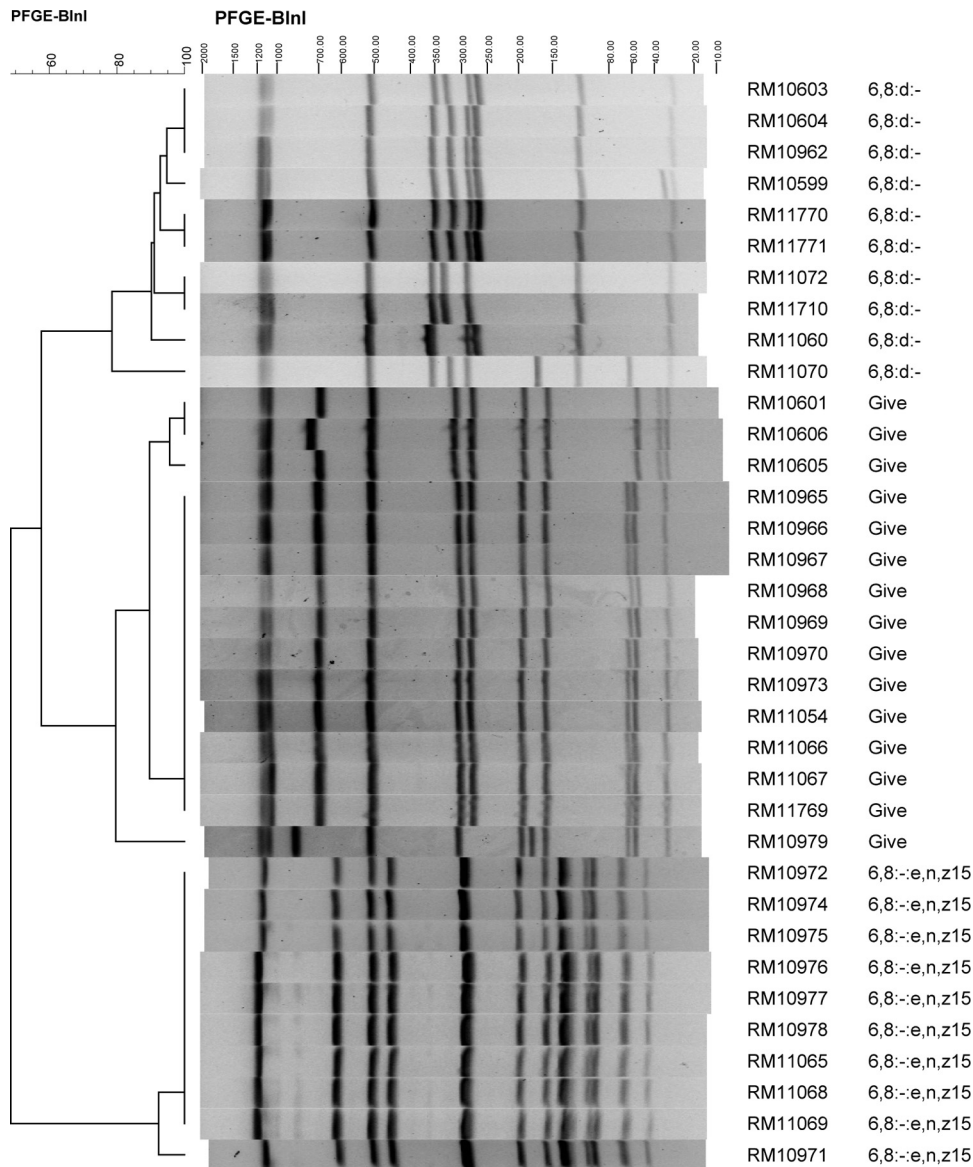 PFGE-BlnI PFGE-BlnI
60 80 100 2000 1500 1200 1000 700.00 600.00 500.00 400.00 350.00 300.00 250.00 200.00 150.00 80.00 60.00 40.00 20.00 10.00
RM10603 6,8:d:-
RM10604 6,8:d:-
RM10962 6,8:d:-
RM10599 6,8:d:-
RM11770 6,8:d:-
RM11771 6,8:d:-
RM11072 6,8:d:-
RM11710 6,8:d:-
RM11060 6,8:d:-
RM11070 6,8:d:-
RM10601 Give
RM10606 Give
RM10605 Give
RM10965 Give
RM10966 Give
RM10967 Give
RM10968 Give
RM10969 Give
RM10970 Give
RM10973 Give
RM11054 Give
RM11066 Give
RM11067 Give
RM11769 Give
RM10979 Give
RM10972 6,8:-:e,n,z15
RM10974 6,8:-:e,n,z15
RM10975 6,8:-:e,n,z15
RM10976 6,8:-:e,n,z15
RM10977 6,8:-:e,n,z15
RM10978 6,8:-:e,n,z15
RM11065 6,8:-:e,n,z15
RM11068 6,8:-:e,n,z15
RM11069 6,8:-:e,n,z15
RM10971 6,8:-:e,n,z15